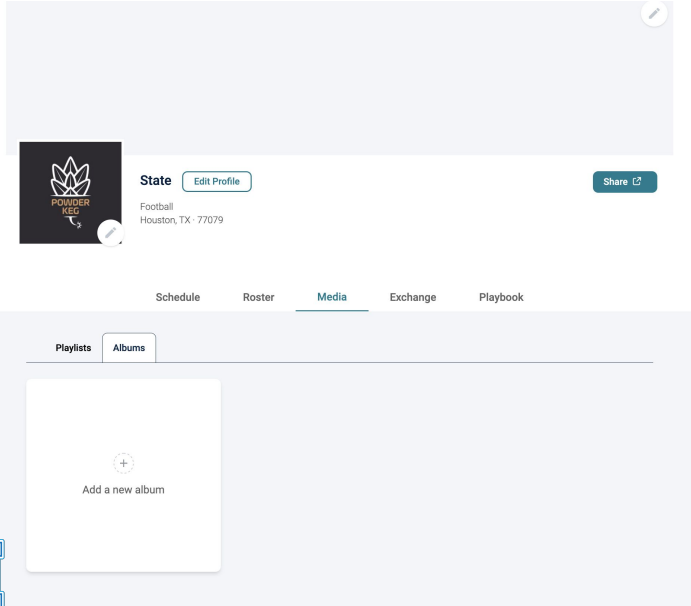 POWDER
KEG
State
Edit Profile
Share
Football
Houston, TX · 77079
Schedule
Roster
Media
Exchange
Playbook
Playlists
Albums
Add a new album